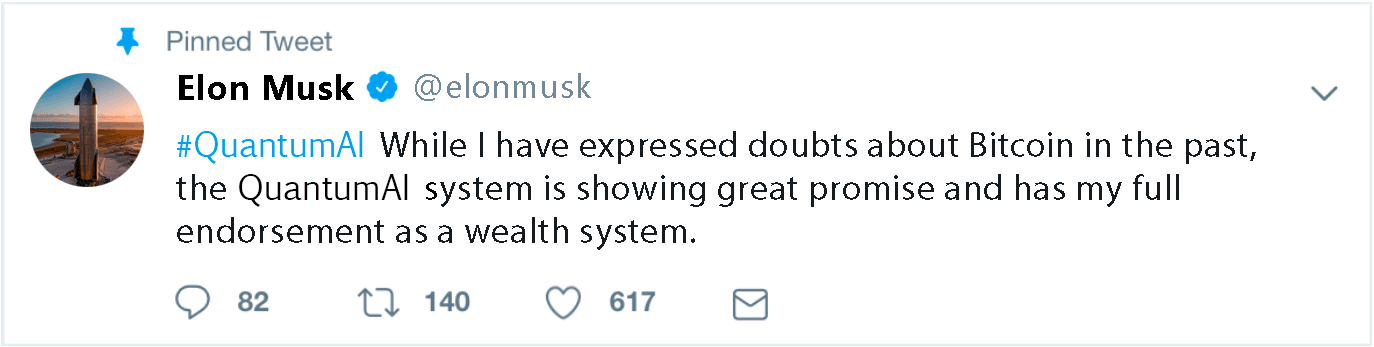 Pinned Tweet
Elon Musk @elonmusk
#QuantumAI While I have expressed doubts about Bitcoin in the past,
the QuantumAI system is showing great promise and has my full
endorsement as a wealth system.
82 140 617